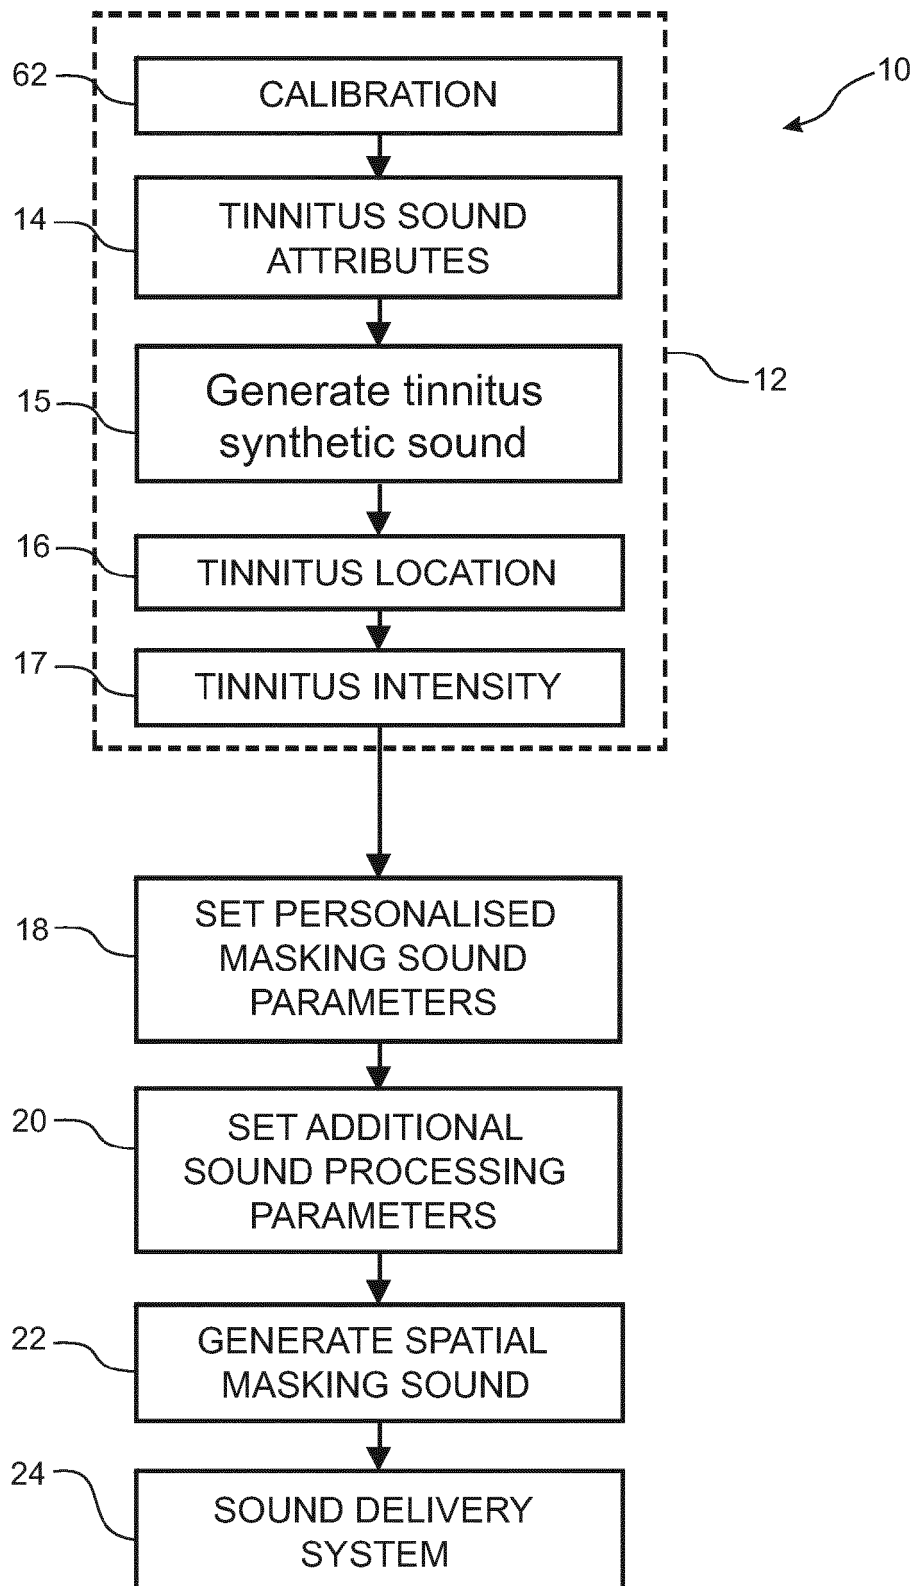 10
62
CALIBRATION
14
TINNITUS SOUND
ATTRIBUTES
12
15
Generate tinnitus
synthetic sound
16
TINNITUS LOCATION
17
TINNITUS INTENSITY
18
SET PERSONALISED
MASKING SOUND
PARAMETERS
20
SET ADDITIONAL
SOUND PROCESSING
PARAMETERS
22
GENERATE SPATIAL
MASKING SOUND
24
SOUND DELIVERY
SYSTEM